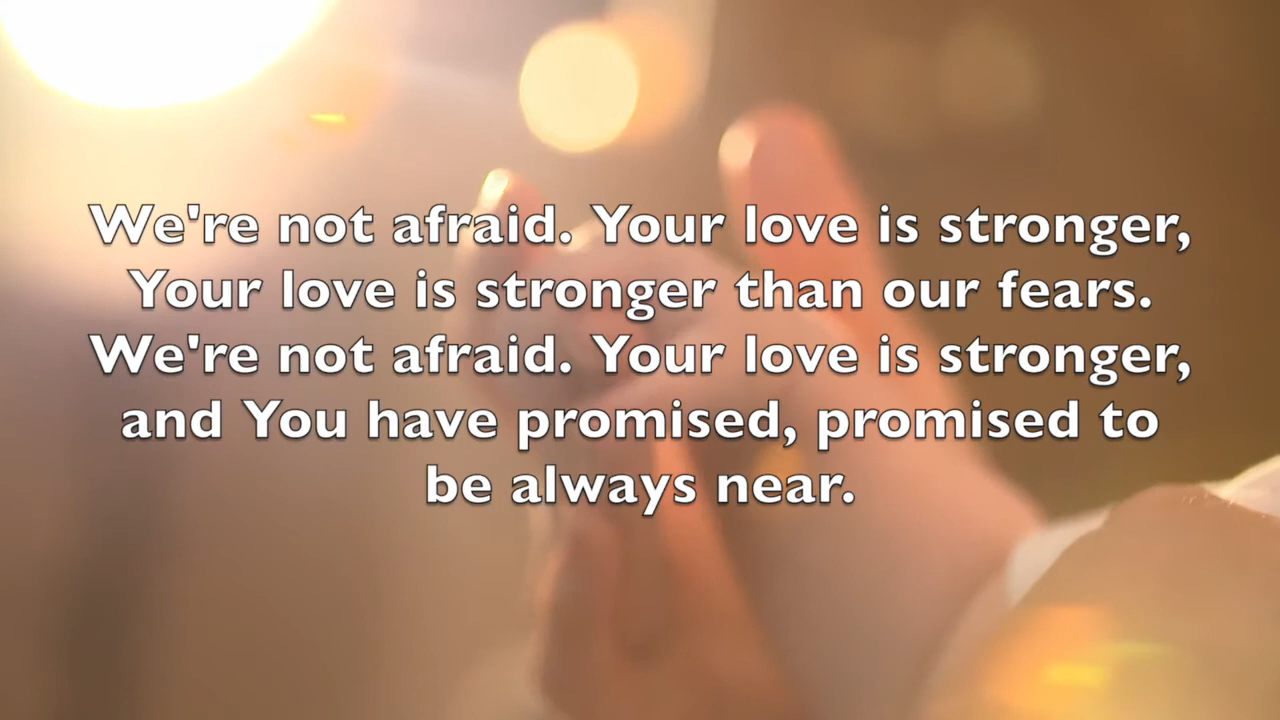 We're not afraid. Your love is stronger,
Your love is stronger than our fears.
We're not afraid. Your love is stronger,
and You have promised, promised to
be always near.